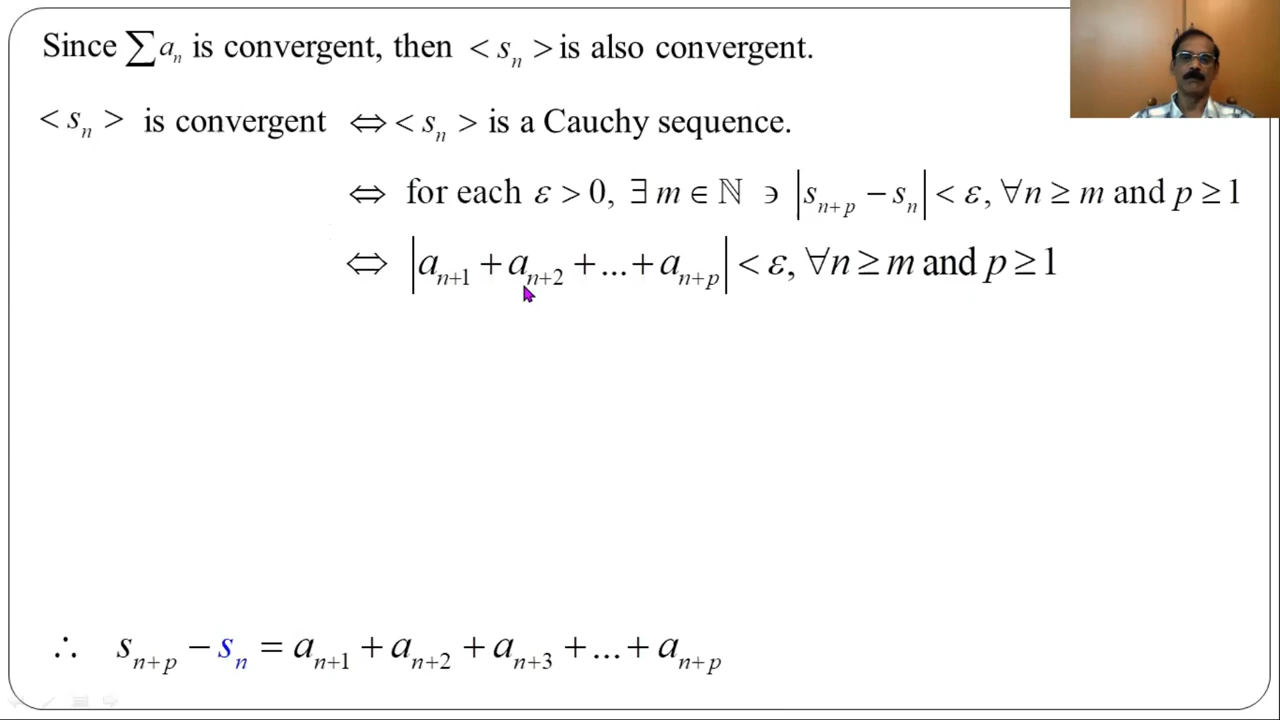 Since ∑aₙ is convergent, then < sₙ > is also convergent.
< sₙ > is convergent ⇔ < sₙ > is a Cauchy sequence.
⇔ for each ε > 0, ∃ m ∈ ℕ ∍ |sₙ₊ₚ − sₙ| < ε, ∀n ≥ m and p ≥ 1
⇔ |aₙ₊₁ + aₙ₊₂ + ... + aₙ₊ₚ| < ε, ∀n ≥ m and p ≥ 1
∴ sₙ₊ₚ − sₙ = aₙ₊₁ + aₙ₊₂ + aₙ₊₃ + ... + aₙ₊ₚ